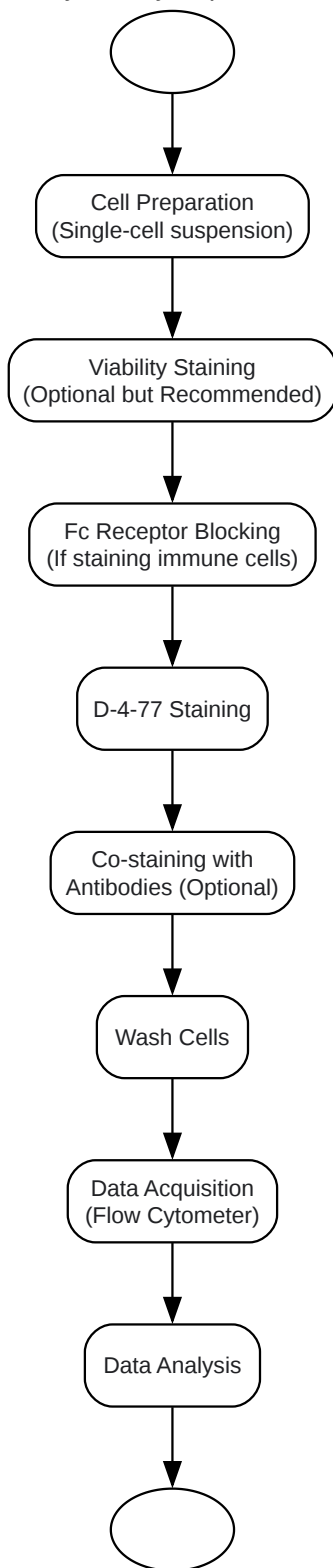 Cell Preparation
(Single-cell suspension)
Viability Staining
(Optional but Recommended)
Fc Receptor Blocking
(If staining immune cells)
D-4-77 Staining
Co-staining with
Antibodies (Optional)
Wash Cells
Data Acquisition
(Flow Cytometer)
Data Analysis